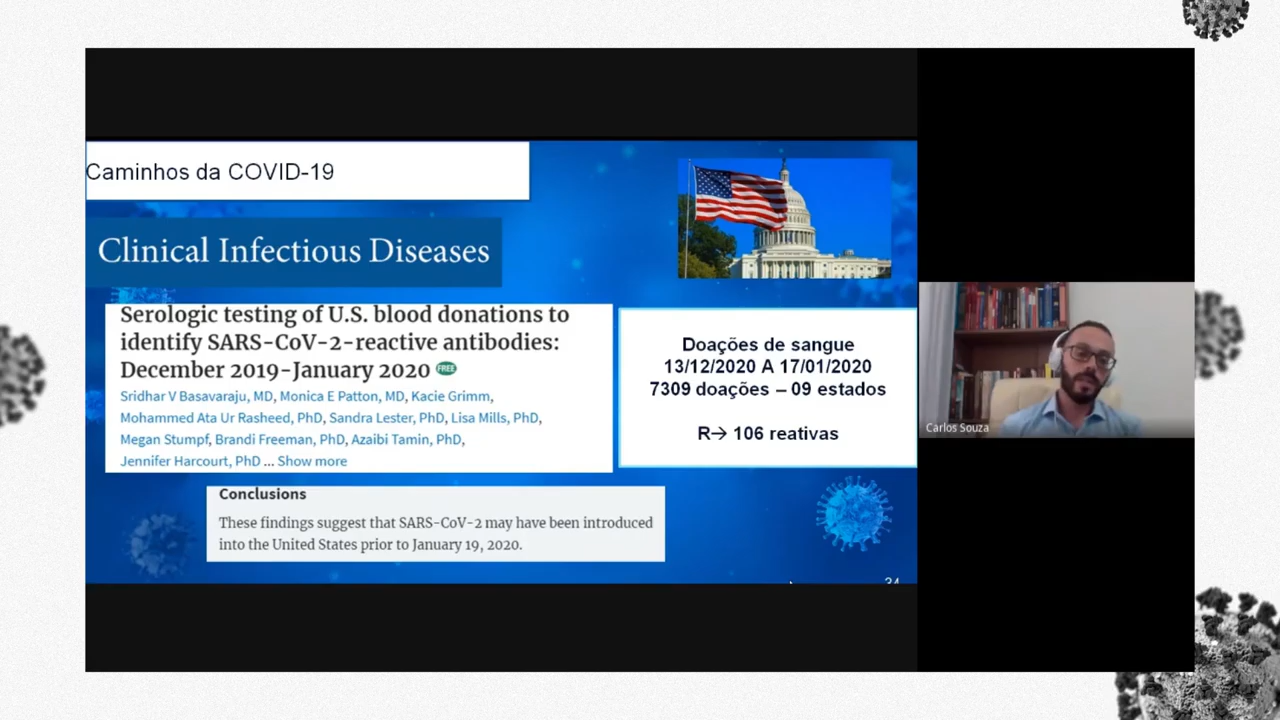 Caminhos da COVID-19
Clinical Infectious Diseases
Serologic testing of U.S. blood donations to
identify SARS-CoV-2-reactive antibodies:
December 2019-January 2020 FREE
Sridhar V Basavaraju, MD, Monica E Patton, MD, Kacie Grimm,
Mohammed Ata Ur Rasheed, PhD, Sandra Lester, PhD, Lisa Mills, PhD,
Megan Stumpf, Brandi Freeman, PhD, Azaibi Tamin, PhD,
Jennifer Harcourt, PhD ... Show more
Doações de sangue
13/12/2020 A 17/01/2020
7309 doações – 09 estados
R→ 106 reativas
Conclusions
These findings suggest that SARS-CoV-2 may have been introduced
into the United States prior to January 19, 2020.
34
Carlos Souza